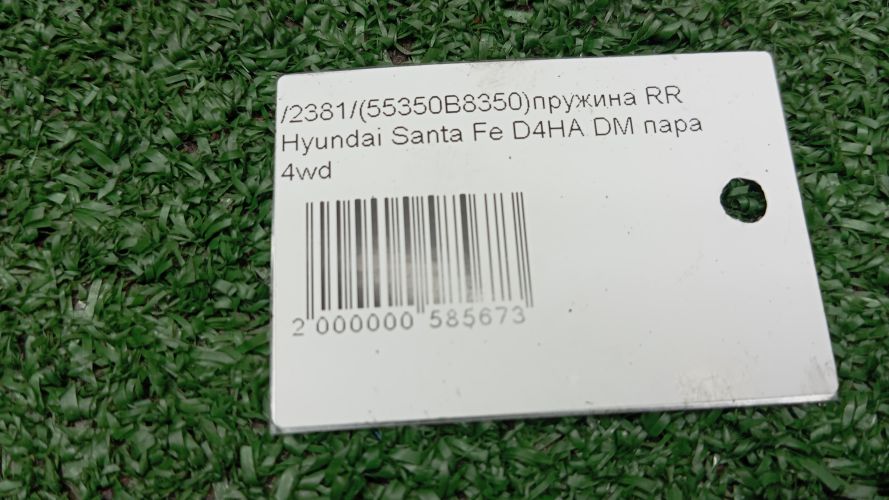 /2381/(55350B8350)пружина RR
Hyundai Santa Fe D4HA DM пара
4wd
2 000000 585673